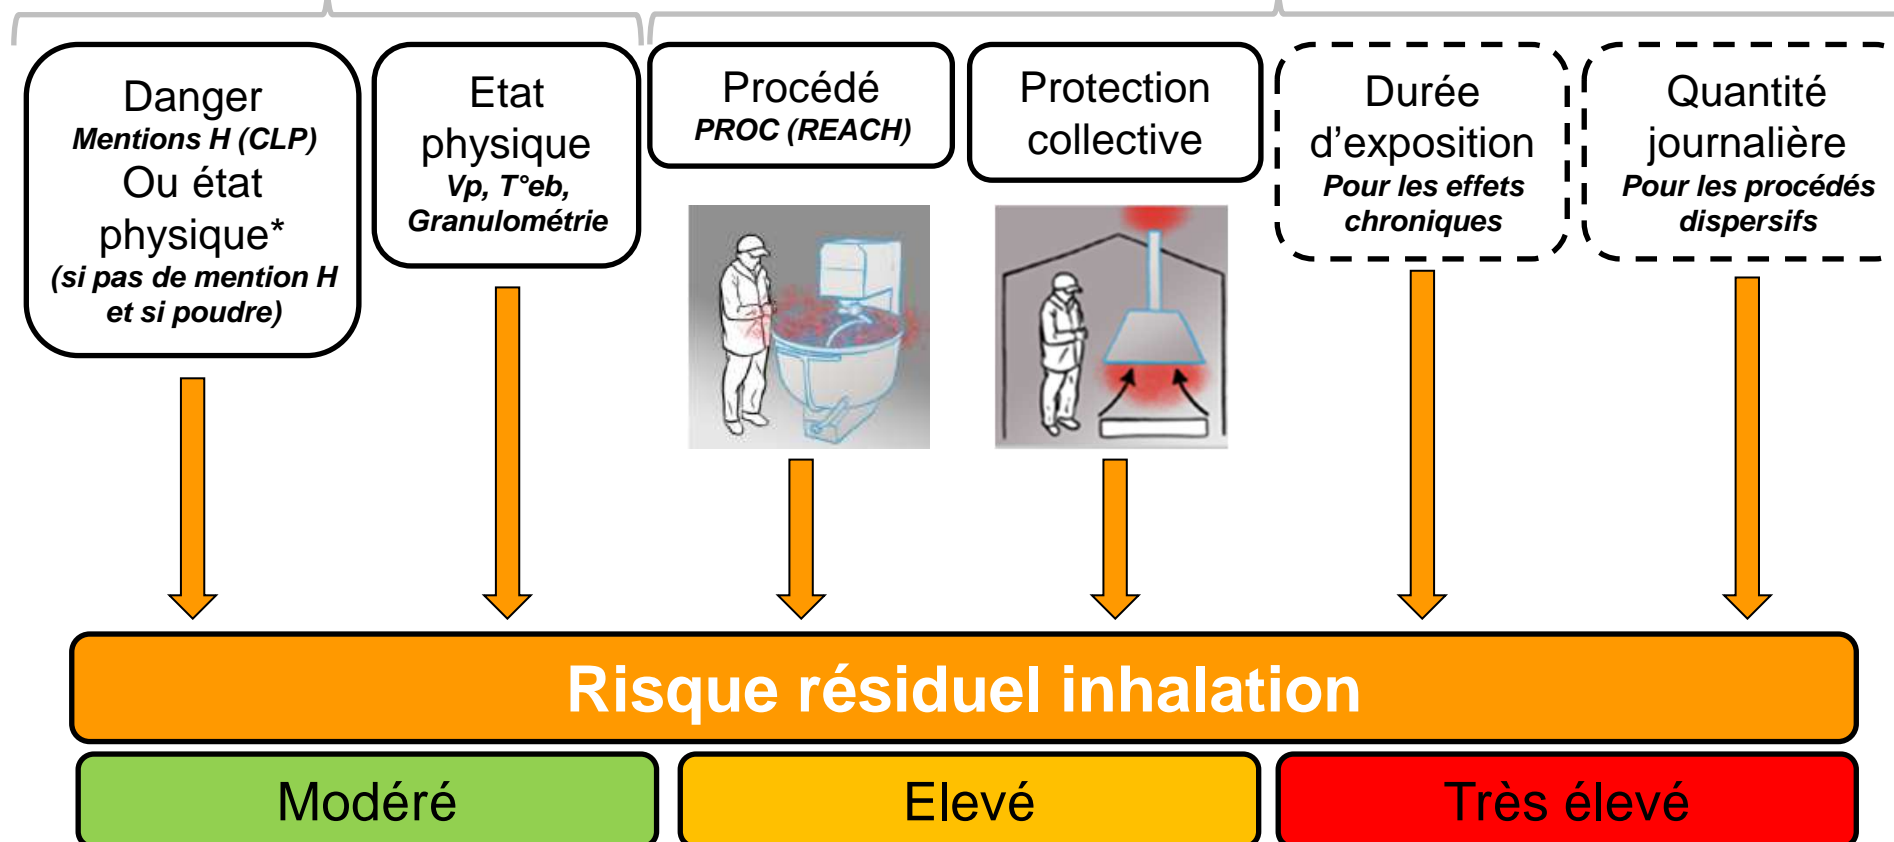 Danger
Mentions H (CLP)
Ou état
physique*
(si pas de mention H
et si poudre)
Etat
physique
Vp, T°eb,
Granulométrie
Procédé
PROC (REACH)
Protection
collective
Durée
d'exposition
Pour les effets
chroniques
Quantité
journalière
Pour les procédés
dispersifs
Risque résiduel inhalation
Modéré
Elevé
Très élevé